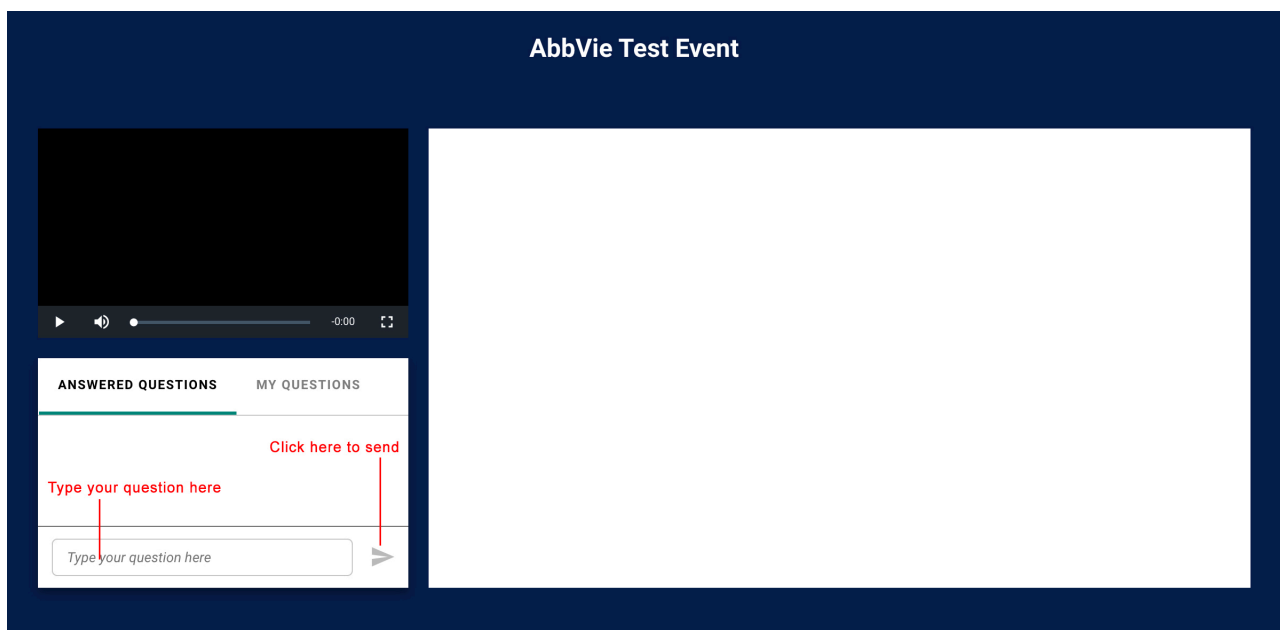 AbbVie Test Event
-0:00
ANSWERED QUESTIONS MY QUESTIONS
Click here to send
Type your question here
Type your question here